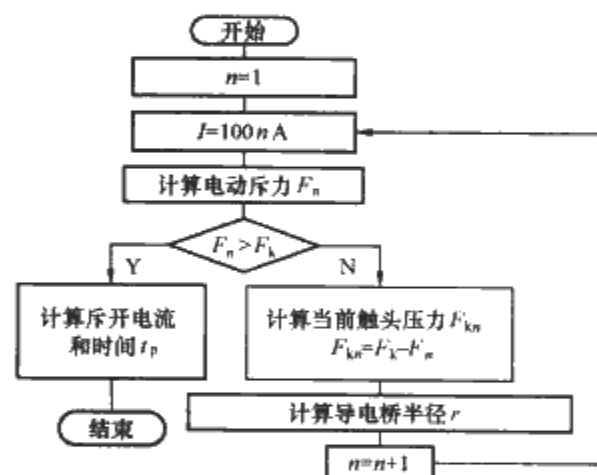 开始
n=1
I=100nA
计算电动斥力 Fn
Fn>Fk
Y
N
计算斥开电流
和时间 tp
计算当前触头压力 Fkn
Fkn=Fk-Fn
计算导电桥半径 r
结束
n=n+1